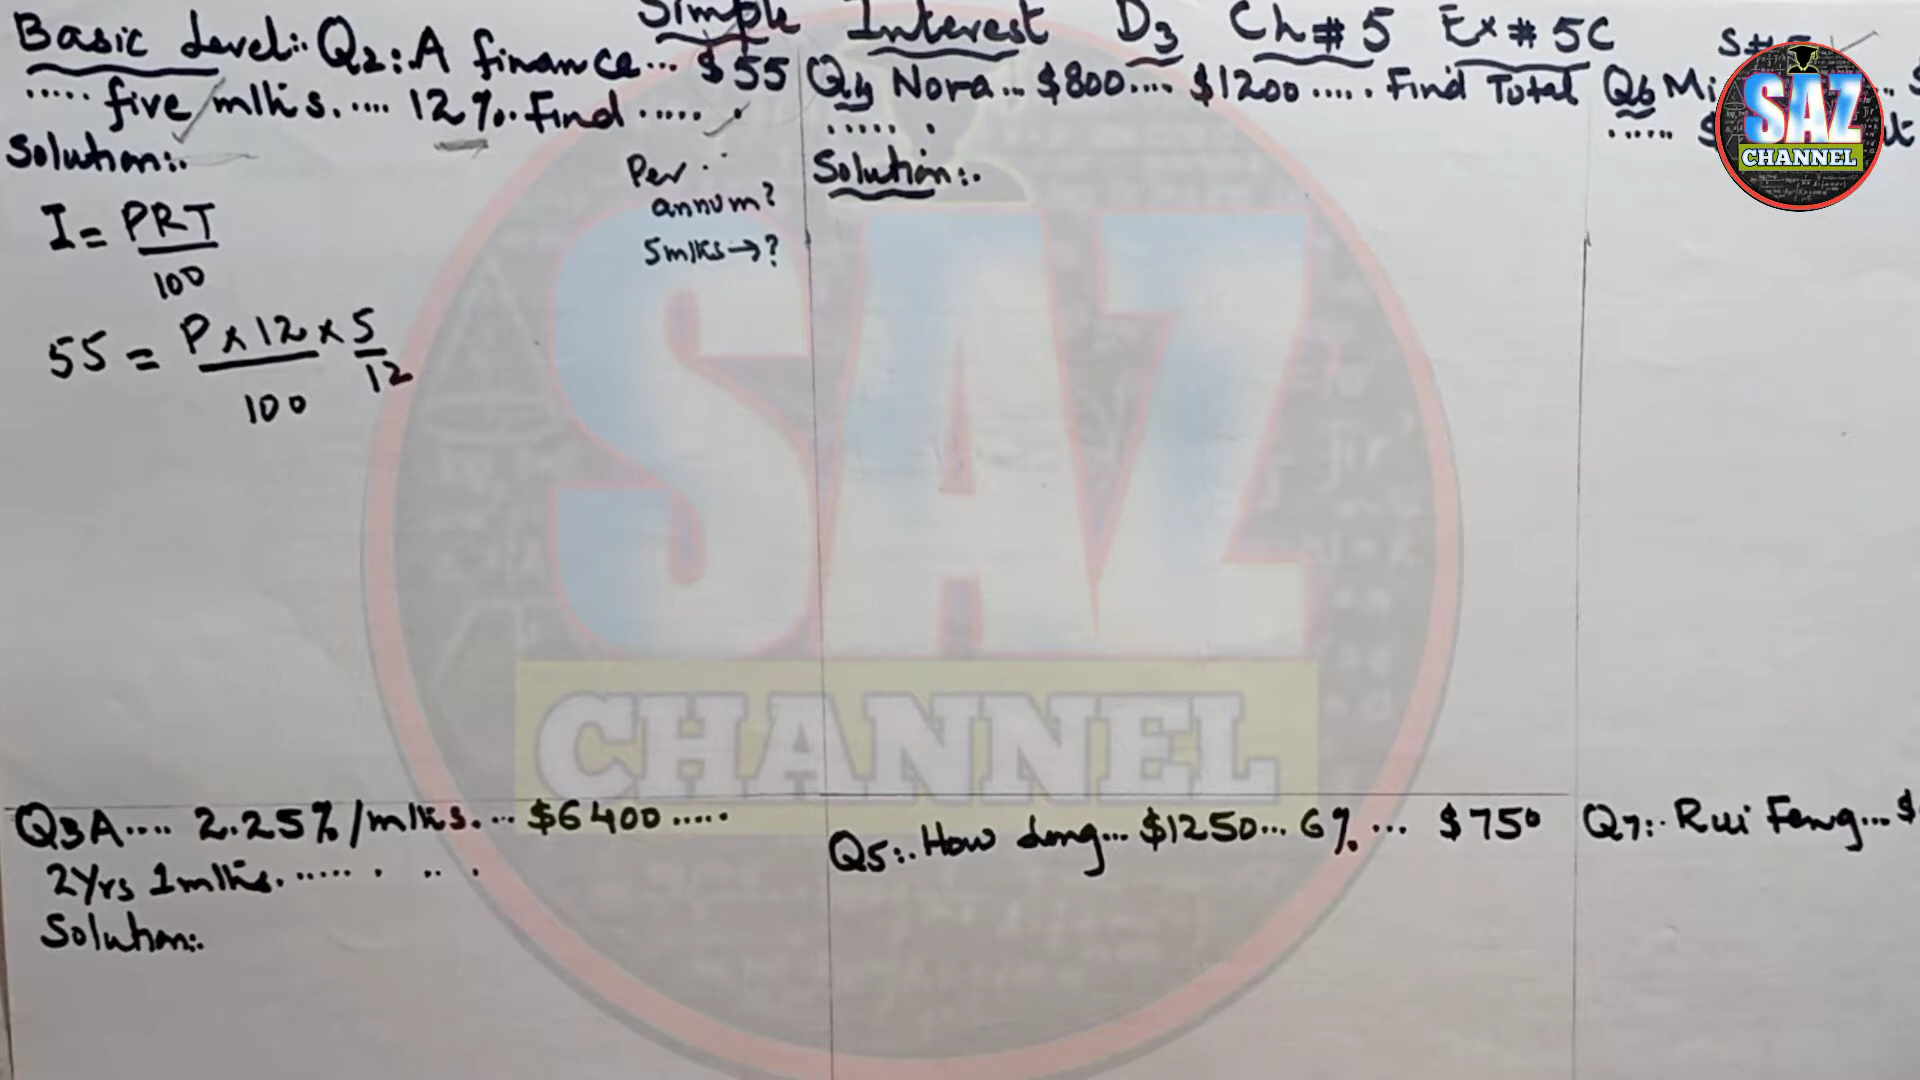 Simple Interest D3 Ch # 5 Ex # 5C
Basic Level:. Q2:. A finance... $55
..... five mths..... 12%. Find ......
Solution:.
I = PRT
100
55 = P x 12 x 5
12
100
Per
annum?
5mths→?
Q4 Nora... $800.... $1200..... Find Total
......
Solution:.
Q6 Mi
......
SAZ
CHANNEL
SAZ
CHANNEL
Q3 A.... 2.25%/mths.... $6400.....
2Yrs 1mths....... . .. .
Solution:.
Q5:. How long... $1250... 6%... $750
Q7:. Rui Feng... $